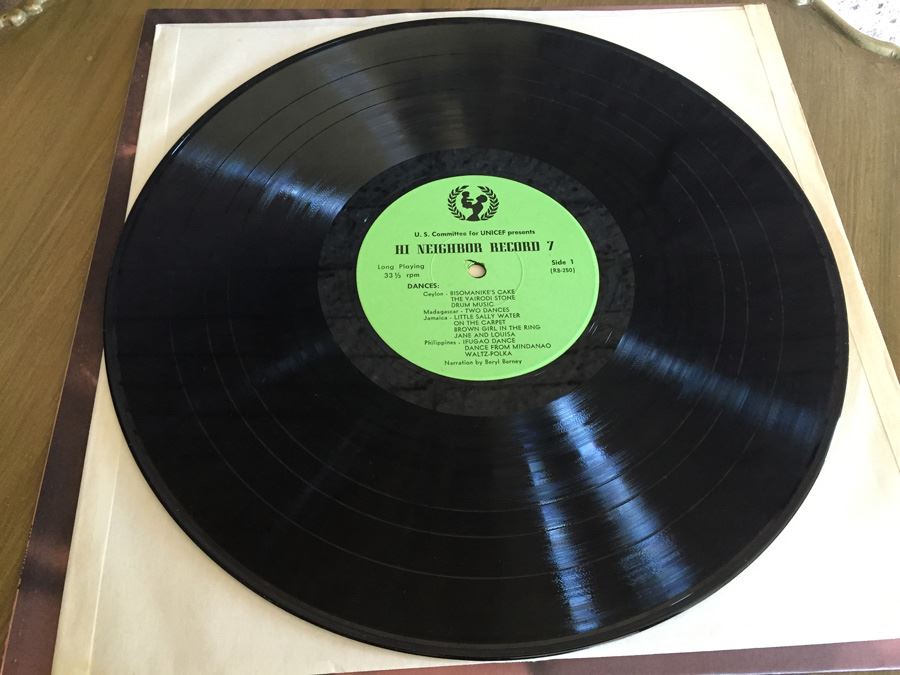 U. S. Committee for UNICEF presents
HI NEIGHBOR RECORD 7
Long Playing
33⅓ rpm
Side 1
(RB-250)
DANCES:
Ceylon - BISOMANIKE'S CAKE
THE VAIRODI STONE
DRUM MUSIC
Madagascar - TWO DANCES
Jamaica - LITTLE SALLY WATER
ON THE CARPET
BROWN GIRL IN THE RING
JANE AND LOUISA
Philippines - IFUGAO DANCE
DANCE FROM MINDANAO
WALTZ-POLKA
Narration by Beryl Berney